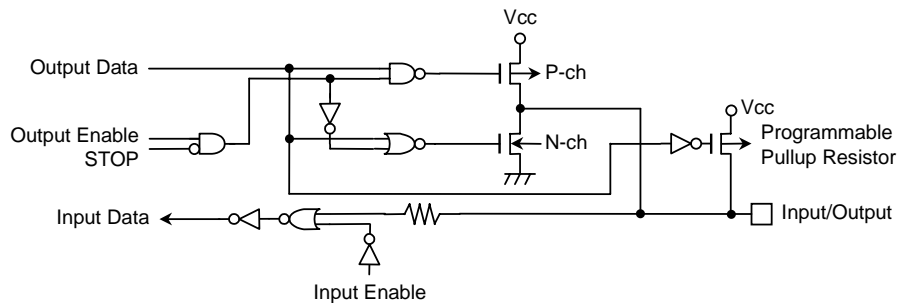 Vcc
Output Data
P-ch
Vcc
Output Enable
STOP
N-ch
Programmable
Pullup Resistor
Input Data
Input/Output
Input Enable